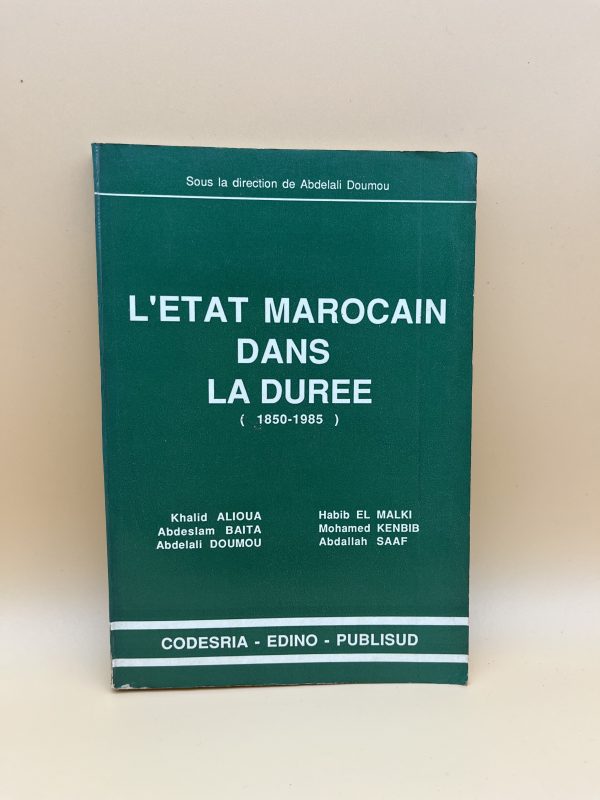 Sous la direction de Abdelali Doumou
L'ETAT MAROCAIN
DANS
LA DUREE
( 1850-1985 )
Khalid ALIOUA
Abdeslam BAITA
Abdelali DOUMOU
Habib EL MALKI
Mohamed KENBIB
Abdallah SAAF
CODESRIA - EDINO - PUBLISUD